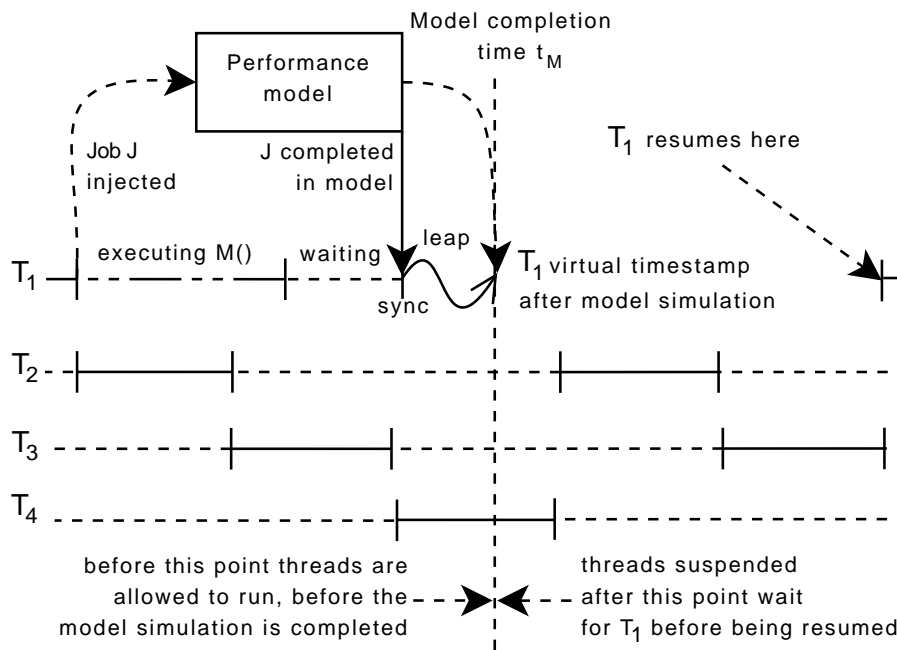 Model completion
time tM
Performance
model
T1 resumes here
Job J
injected
J completed
in model
executing M()
waiting
leap
T1
sync
T1 virtual timestamp
after model simulation
T2
T3
T4
before this point threads are
allowed to run, before the
model simulation is completed
threads suspended
after this point wait
for T1 before being resumed